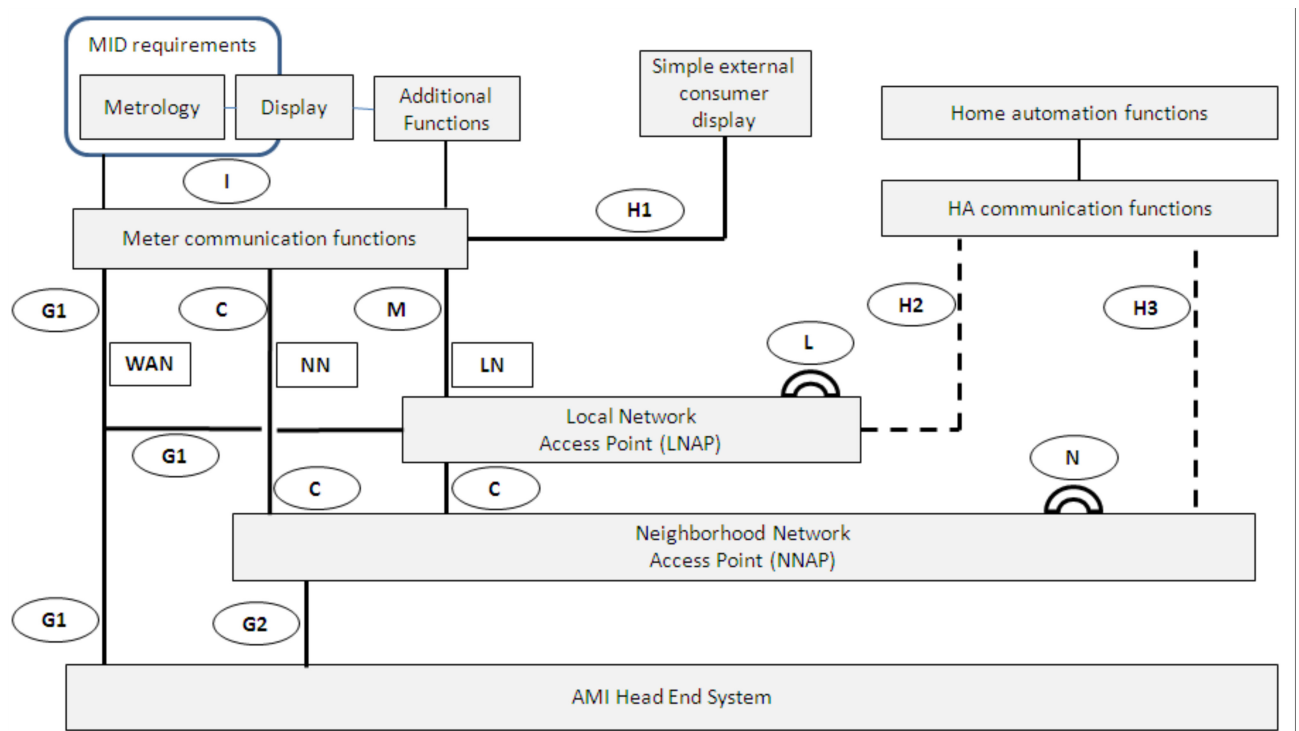 MID requirements
Metrology
Display
Additional
Functions
Simple external
consumer
display
Home automation functions
I
H1
HA communication functions
Meter communication functions
G1
C
M
H2
H3
WAN
NN
LN
L
Local Network
Access Point (LNAP)
G1
N
C
C
Neighborhood Network
Access Point (NNAP)
G1
G2
AMI Head End System